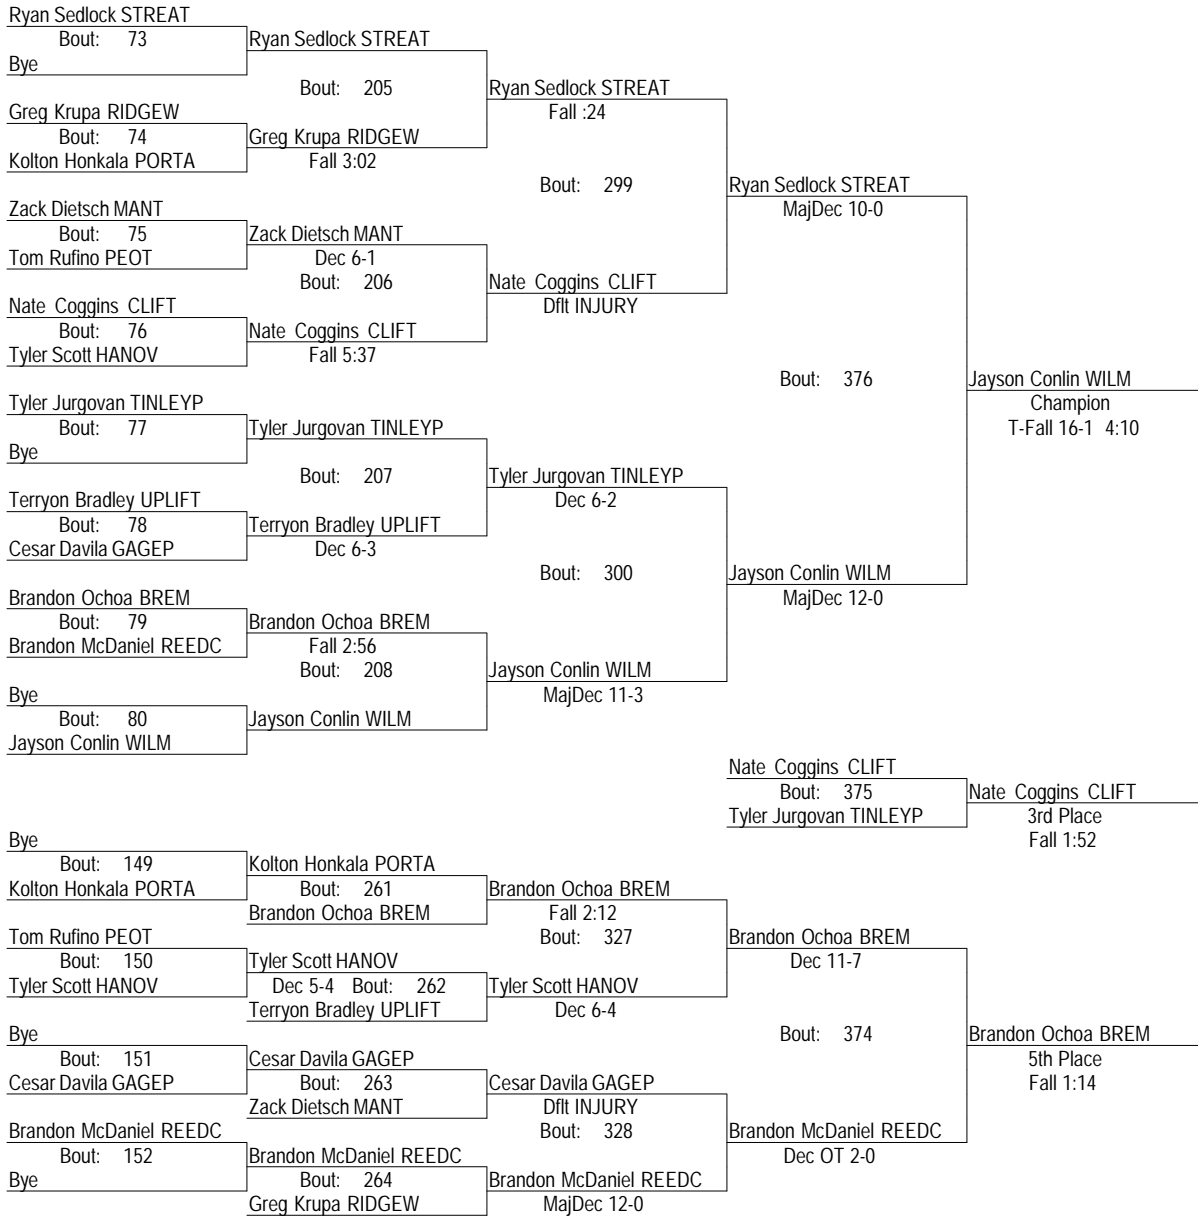 Ryan Sedlock STREAT
Bout: 73
Bye
Ryan Sedlock STREAT
Bout: 205
Greg Krupa RIDGEW
Bout: 74
Kolton Honkala PORTA
Greg Krupa RIDGEW
Fall 3:02
Ryan Sedlock STREAT
Fall :24
Bout: 299
Zack Dietsch MANT
Bout: 75
Tom Rufino PEOT
Zack Dietsch MANT
Dec 6-1
Bout: 206
Nate Coggins CLIFT
Bout: 76
Tyler Scott HANOV
Nate Coggins CLIFT
Fall 5:37
Nate Coggins CLIFT
Dflt INJURY
Ryan Sedlock STREAT
MajDec 10-0
Bout: 376
Tyler Jurgovan TINLEYP
Bout: 77
Bye
Tyler Jurgovan TINLEYP
Bout: 207
Terryon Bradley UPLIFT
Bout: 78
Cesar Davila GAGEP
Terryon Bradley UPLIFT
Dec 6-3
Tyler Jurgovan TINLEYP
Dec 6-2
Bout: 300
Brandon Ochoa BREM
Bout: 79
Brandon McDaniel REEDC
Brandon Ochoa BREM
Fall 2:56
Bout: 208
Bye
Bout: 80
Jayson Conlin WILM
Jayson Conlin WILM
Jayson Conlin WILM
MajDec 11-3
Jayson Conlin WILM
MajDec 12-0
Jayson Conlin WILM
Champion
T-Fall 16-1 4:10
Nate Coggins CLIFT
Bout: 375
Tyler Jurgovan TINLEYP
Nate Coggins CLIFT
3rd Place
Fall 1:52
Bye
Bout: 149
Kolton Honkala PORTA
Kolton Honkala PORTA
Bout: 261
Brandon Ochoa BREM
Brandon Ochoa BREM
Fall 2:12
Bout: 327
Tom Rufino PEOT
Bout: 150
Tyler Scott HANOV
Tyler Scott HANOV
Dec 5-4 Bout: 262
Terryon Bradley UPLIFT
Tyler Scott HANOV
Dec 6-4
Brandon Ochoa BREM
Dec 11-7
Bout: 374
Bye
Bout: 151
Cesar Davila GAGEP
Cesar Davila GAGEP
Bout: 263
Zack Dietsch MANT
Cesar Davila GAGEP
Dflt INJURY
Bout: 328
Brandon McDaniel REEDC
Bout: 152
Bye
Brandon McDaniel REEDC
Bout: 264
Greg Krupa RIDGEW
Brandon McDaniel REEDC
MajDec 12-0
Brandon McDaniel REEDC
Dec OT 2-0
Brandon Ochoa BREM
5th Place
Fall 1:14